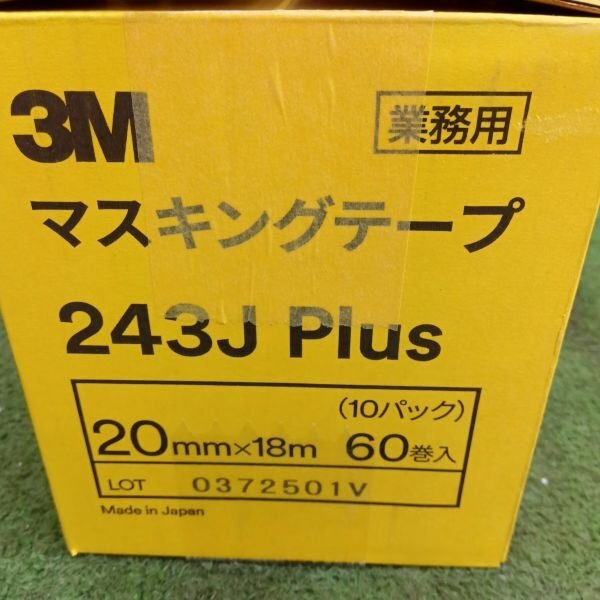 3M
業務用
マスキングテープ
243J Plus
(10パック)
20mm×18m 60巻入
LOT 0372501V
Made in Japan